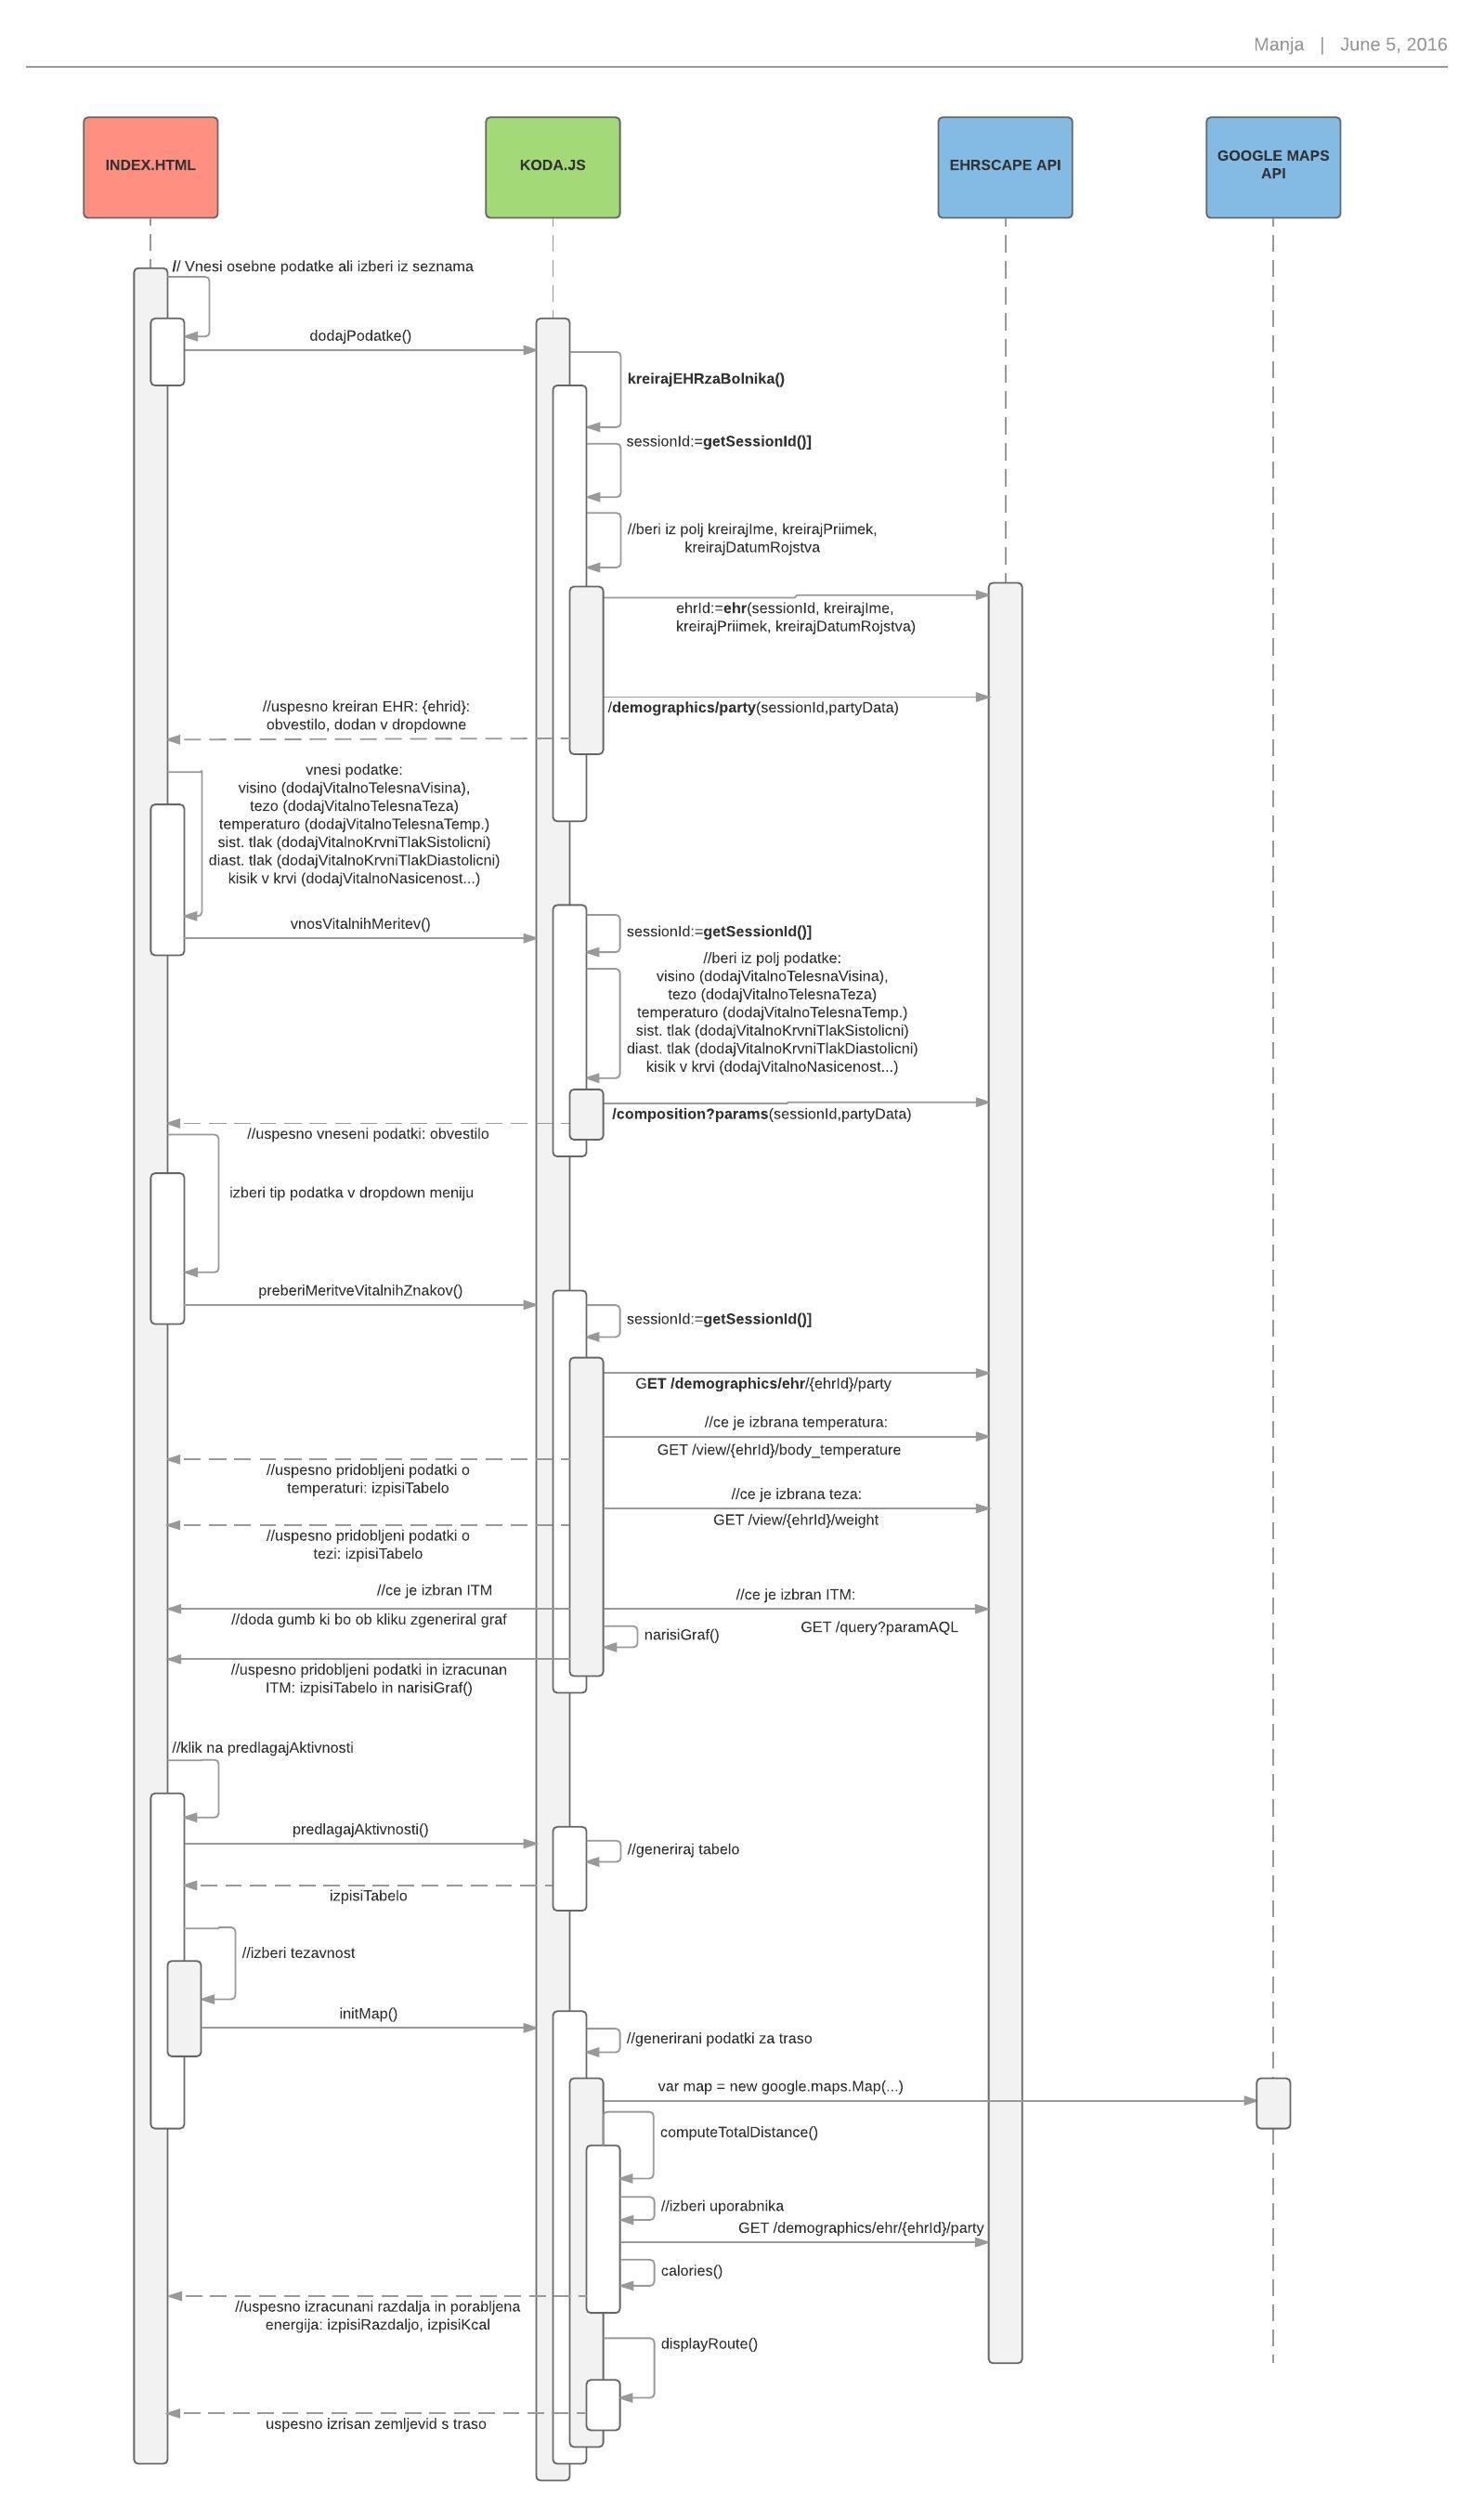 Manja | June 5, 2016
INDEX.HTML
KODA.JS
EHRSCAPE API
GOOGLE MAPS
API
// Vnesi osebne podatke ali izberi iz seznama
dodajPodatke()
kreirajEHRzaBolnika()
sessionId:=getSessionId()]
//beri iz polj kreirajIme, kreirajPriimek,
kreirajDatumRojstva
ehrId:=ehr(sessionId, kreirajIme,
kreirajPriimek, kreirajDatumRojstva)
/demographics/party(sessionId,partyData)
//uspesno kreiran EHR: {ehrid}:
obvestilo, dodan v dropdowne
vnesi podatke:
visino (dodajVitalnoTelesnaVisina),
tezo (dodajVitalnoTelesnaTeza)
temperaturo (dodajVitalnoTelesnaTemp.)
sist. tlak (dodajVitalnoKrvniTlakSistolicni)
diast. tlak (dodajVitalnoKrvniTlakDiastolicni)
kisik v krvi (dodajVitalnoNasicenost...)
vnosVitalnihMeritev()
sessionId:=getSessionId()]
//beri iz polj podatke:
visino (dodajVitalnoTelesnaVisina),
tezo (dodajVitalnoTelesnaTeza)
temperaturo (dodajVitalnoTelesnaTemp.)
sist. tlak (dodajVitalnoKrvniTlakSistolicni)
diast. tlak (dodajVitalnoKrvniTlakDiastolicni)
kisik v krvi (dodajVitalnoNasicenost...)
/composition?params(sessionId,partyData)
//uspesno vneseni podatki: obvestilo
izberi tip podatka v dropdown meniju
preberiMeritveVitalnihZnakov()
sessionId:=getSessionId()]
GET /demographics/ehr/{ehrId}/party
//ce je izbrana temperatura:
GET /view/{ehrId}/body_temperature
//uspesno pridobljeni podatki o
temperaturi: izpisiTabelo
//ce je izbrana teza:
GET /view/{ehrId}/weight
//uspesno pridobljeni podatki o
tezi: izpisiTabelo
//ce je izbran ITM
//doda gumb ki bo ob kliku zgeneriral graf
//ce je izbran ITM:
GET /query?paramAQL
narisiGraf()
//uspesno pridobljeni podatki in izracunan
ITM: izpisiTabelo in narisiGraf()
//klik na predlagajAktivnosti
predlagajAktivnosti()
//generiraj tabelo
izpisiTabelo
//izberi tezavnost
initMap()
//generirani podatki za traso
var map = new google.maps.Map(...)
computeTotalDistance()
//izberi uporabnika
GET /demographics/ehr/{ehrId}/party
calories()
//uspesno izracunani razdalja in porabljena
energija: izpisiRazdaljo, izpisiKcal
displayRoute()
uspesno izrisan zemljevid s traso